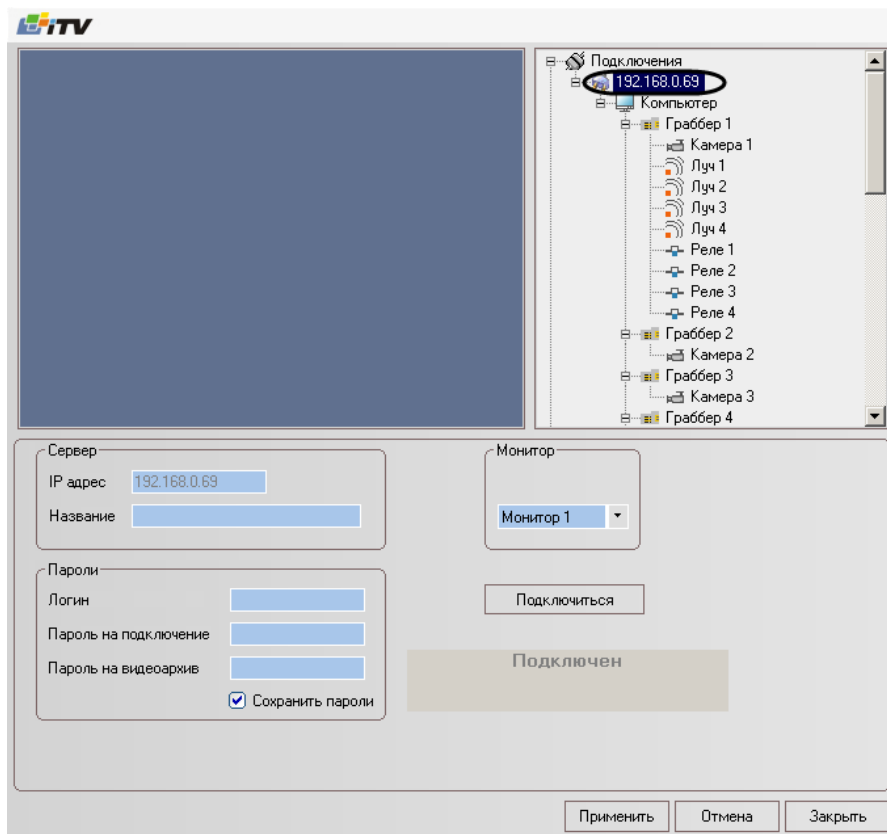 iTV
Подключения
192.168.0.69
Компьютер
Граббер 1
Камера 1
Луч 1
Луч 2
Луч 3
Луч 4
Реле 1
Реле 2
Реле 3
Реле 4
Граббер 2
Камера 2
Граббер 3
Камера 3
Граббер 4
Сервер
IP адрес 192.168.0.69
Название
Монитор
Монитор 1
Пароли
Логин
Пароль на подключение
Пароль на видеоархив
Сохранить пароли
Подключиться
Подключен
Применить Отмена Закрыть